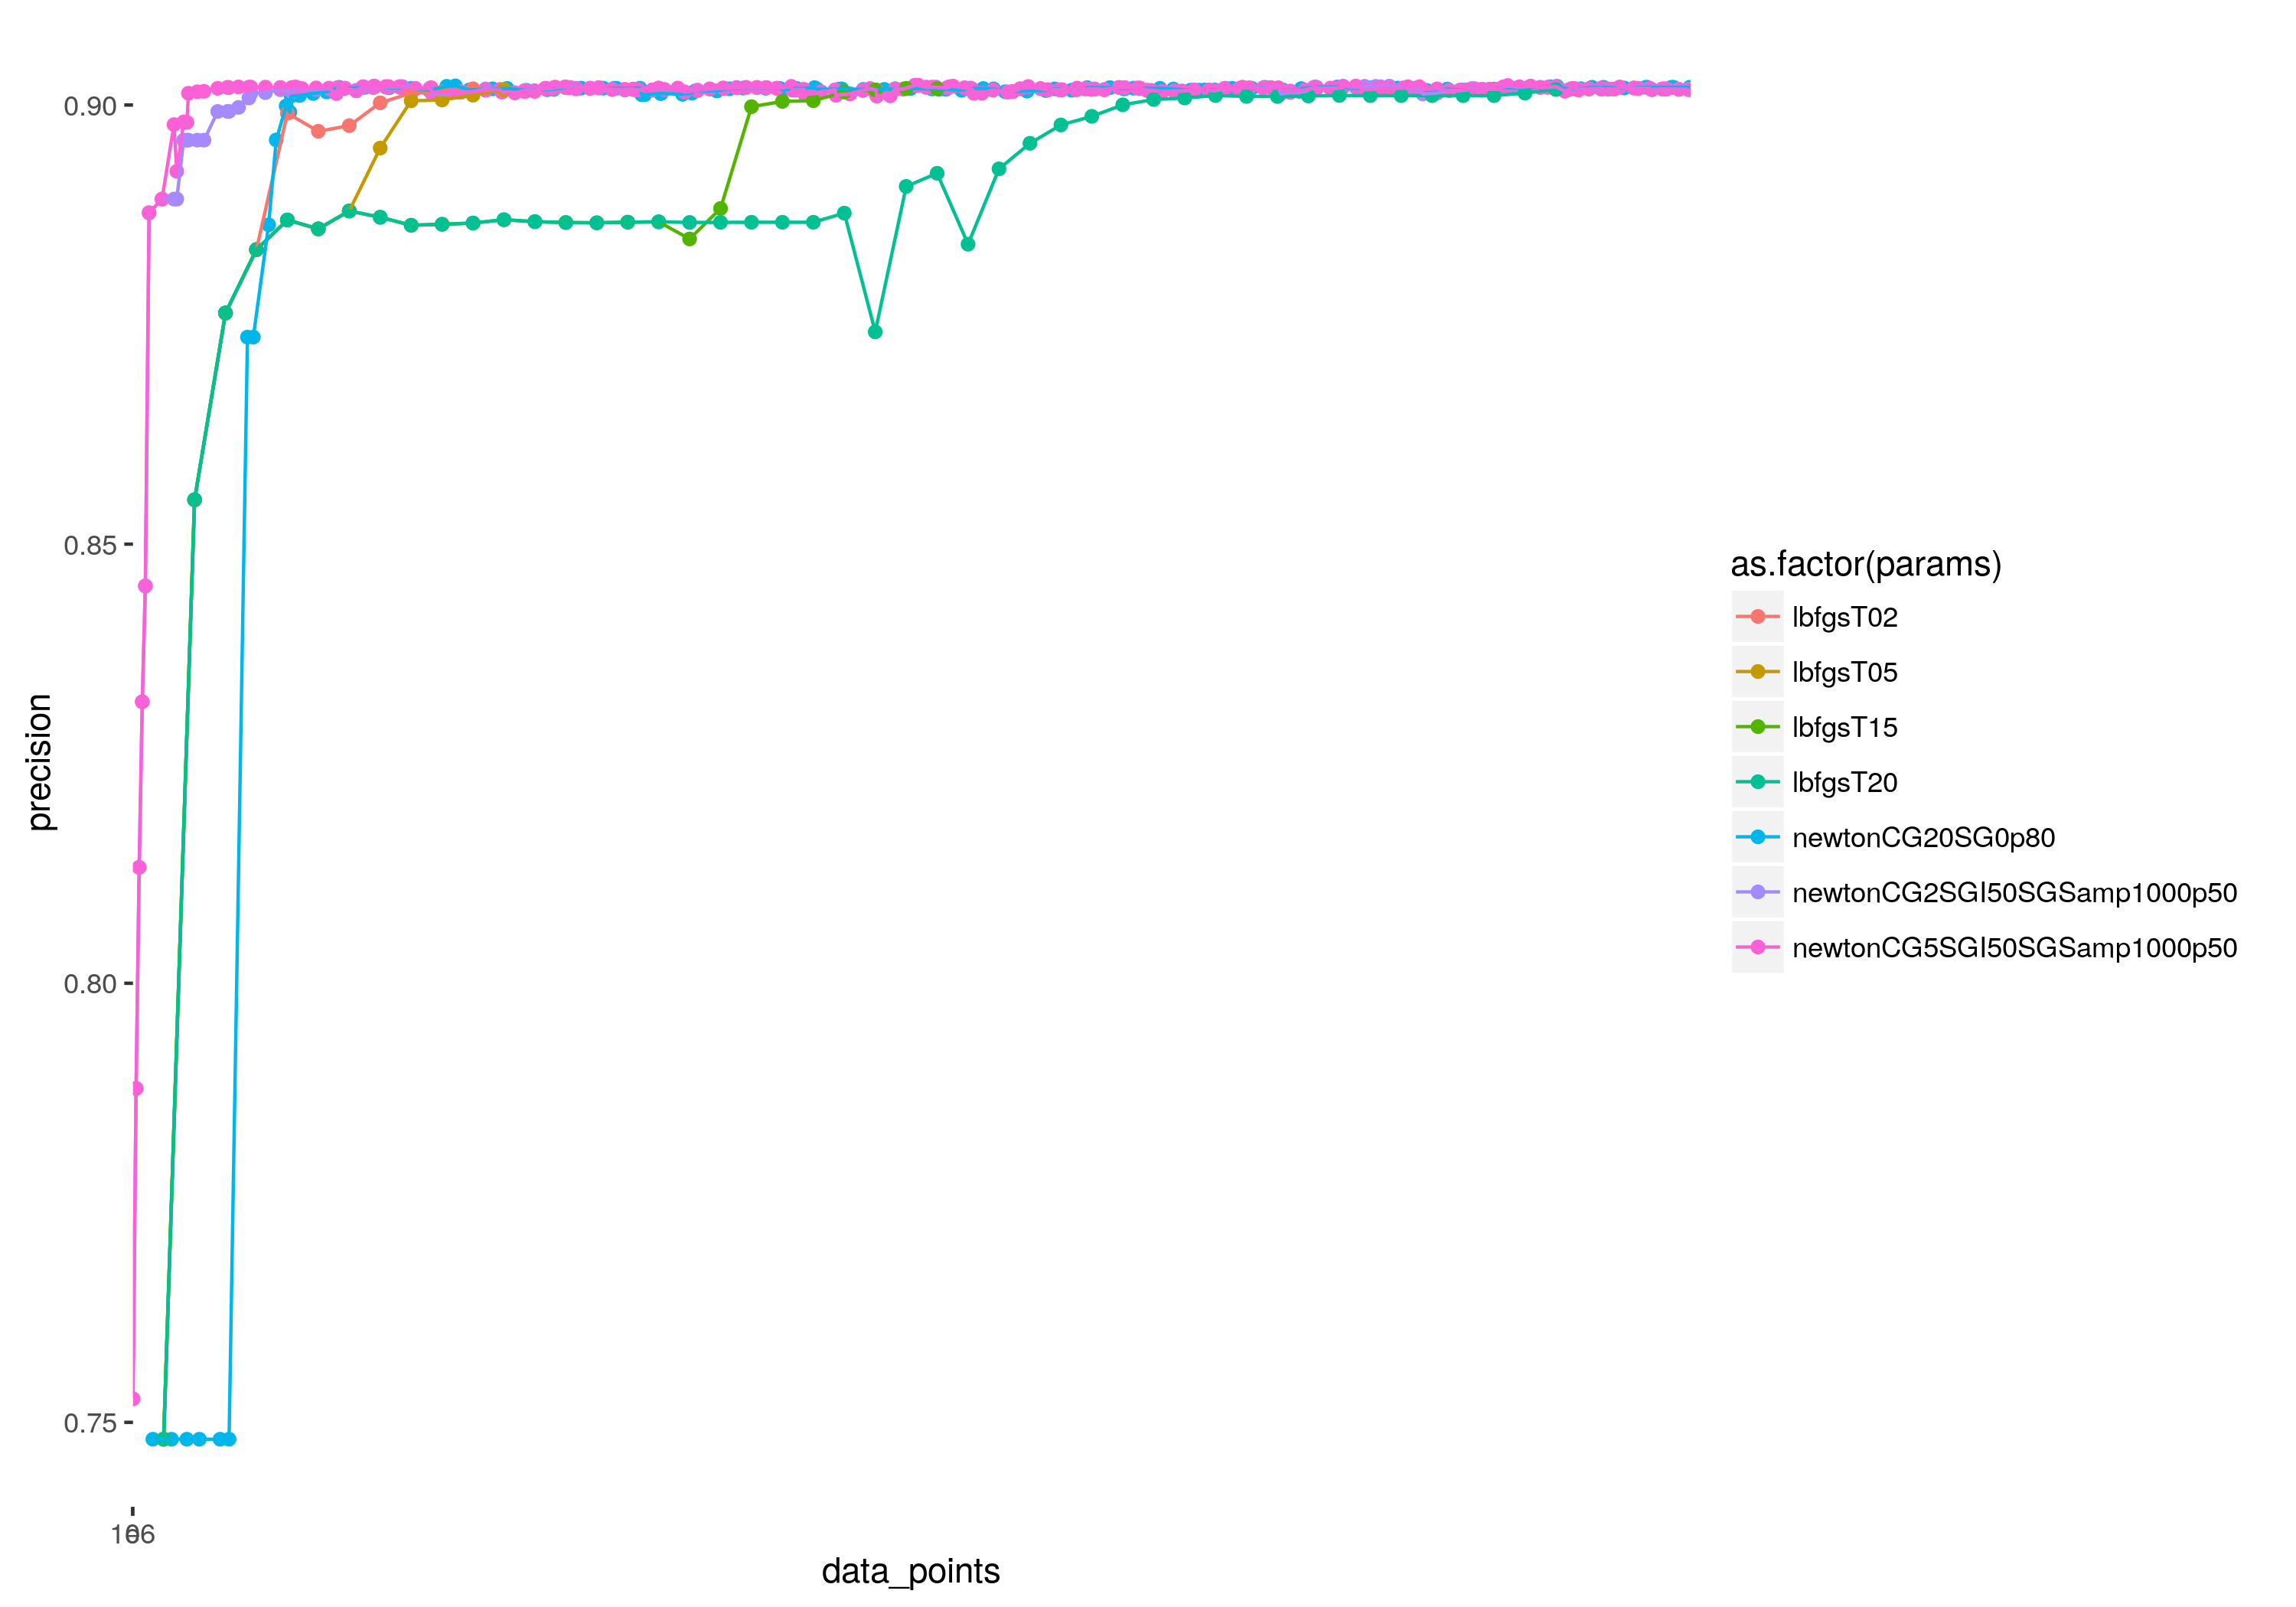 0.90
0.85
0.80
0.75
precision
data_points
as.factor(params)
lbfgsT02
lbfgsT05
lbfgsT15
lbfgsT20
newtonCG20SG0p80
newtonCG2SGI50SGSamp1000p50
newtonCG5SGI50SGSamp1000p50